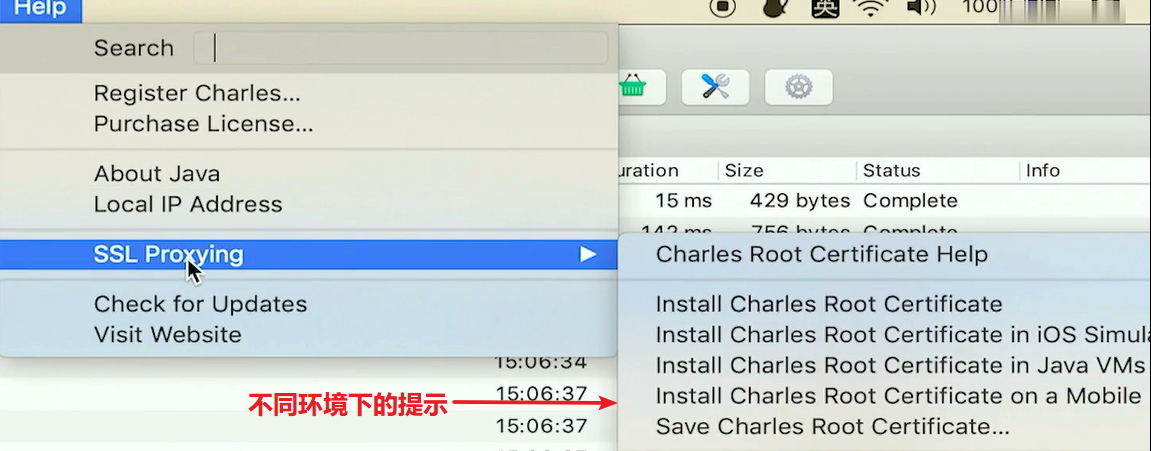 Help
英
100
Search
Register Charles...
Purchase License...
About Java
Local IP Address
SSL Proxying
Check for Updates
Visit Website
uration Size Status Info
15 ms 429 bytes Complete
142 ms 756 bytes Complete
Charles Root Certificate Help
Install Charles Root Certificate
Install Charles Root Certificate in iOS Simula
Install Charles Root Certificate in Java VMs
Install Charles Root Certificate on a Mobile
Save Charles Root Certificate...
15:06:34
15:06:37
15:06:37
不同环境下的提示